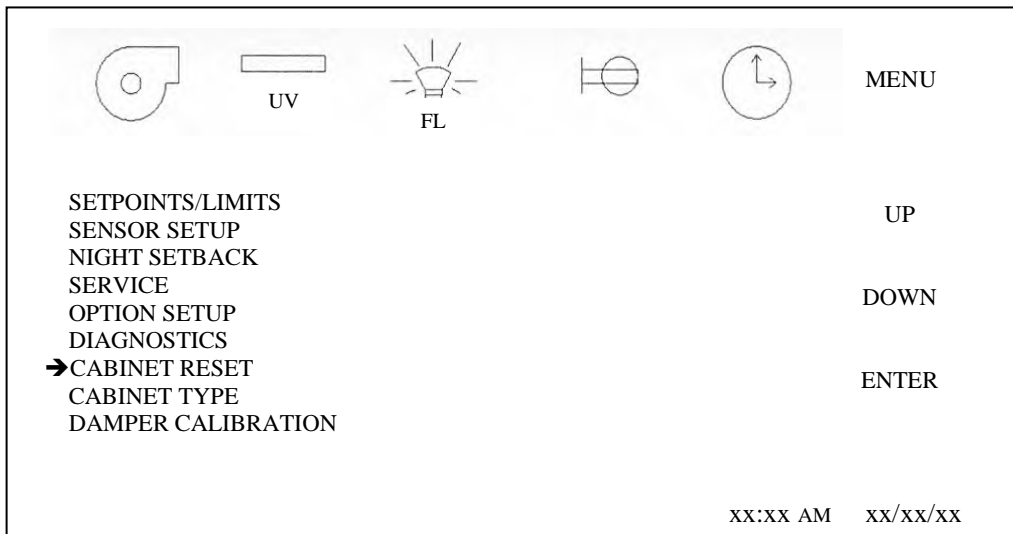 UV
FL
MENU
SETPOINTS/LIMITS
SENSOR SETUP
NIGHT SETBACK
SERVICE
OPTION SETUP
DIAGNOSTICS
➔CABINET RESET
CABINET TYPE
DAMPER CALIBRATION
UP
DOWN
ENTER
xx:xx AM xx/xx/xx